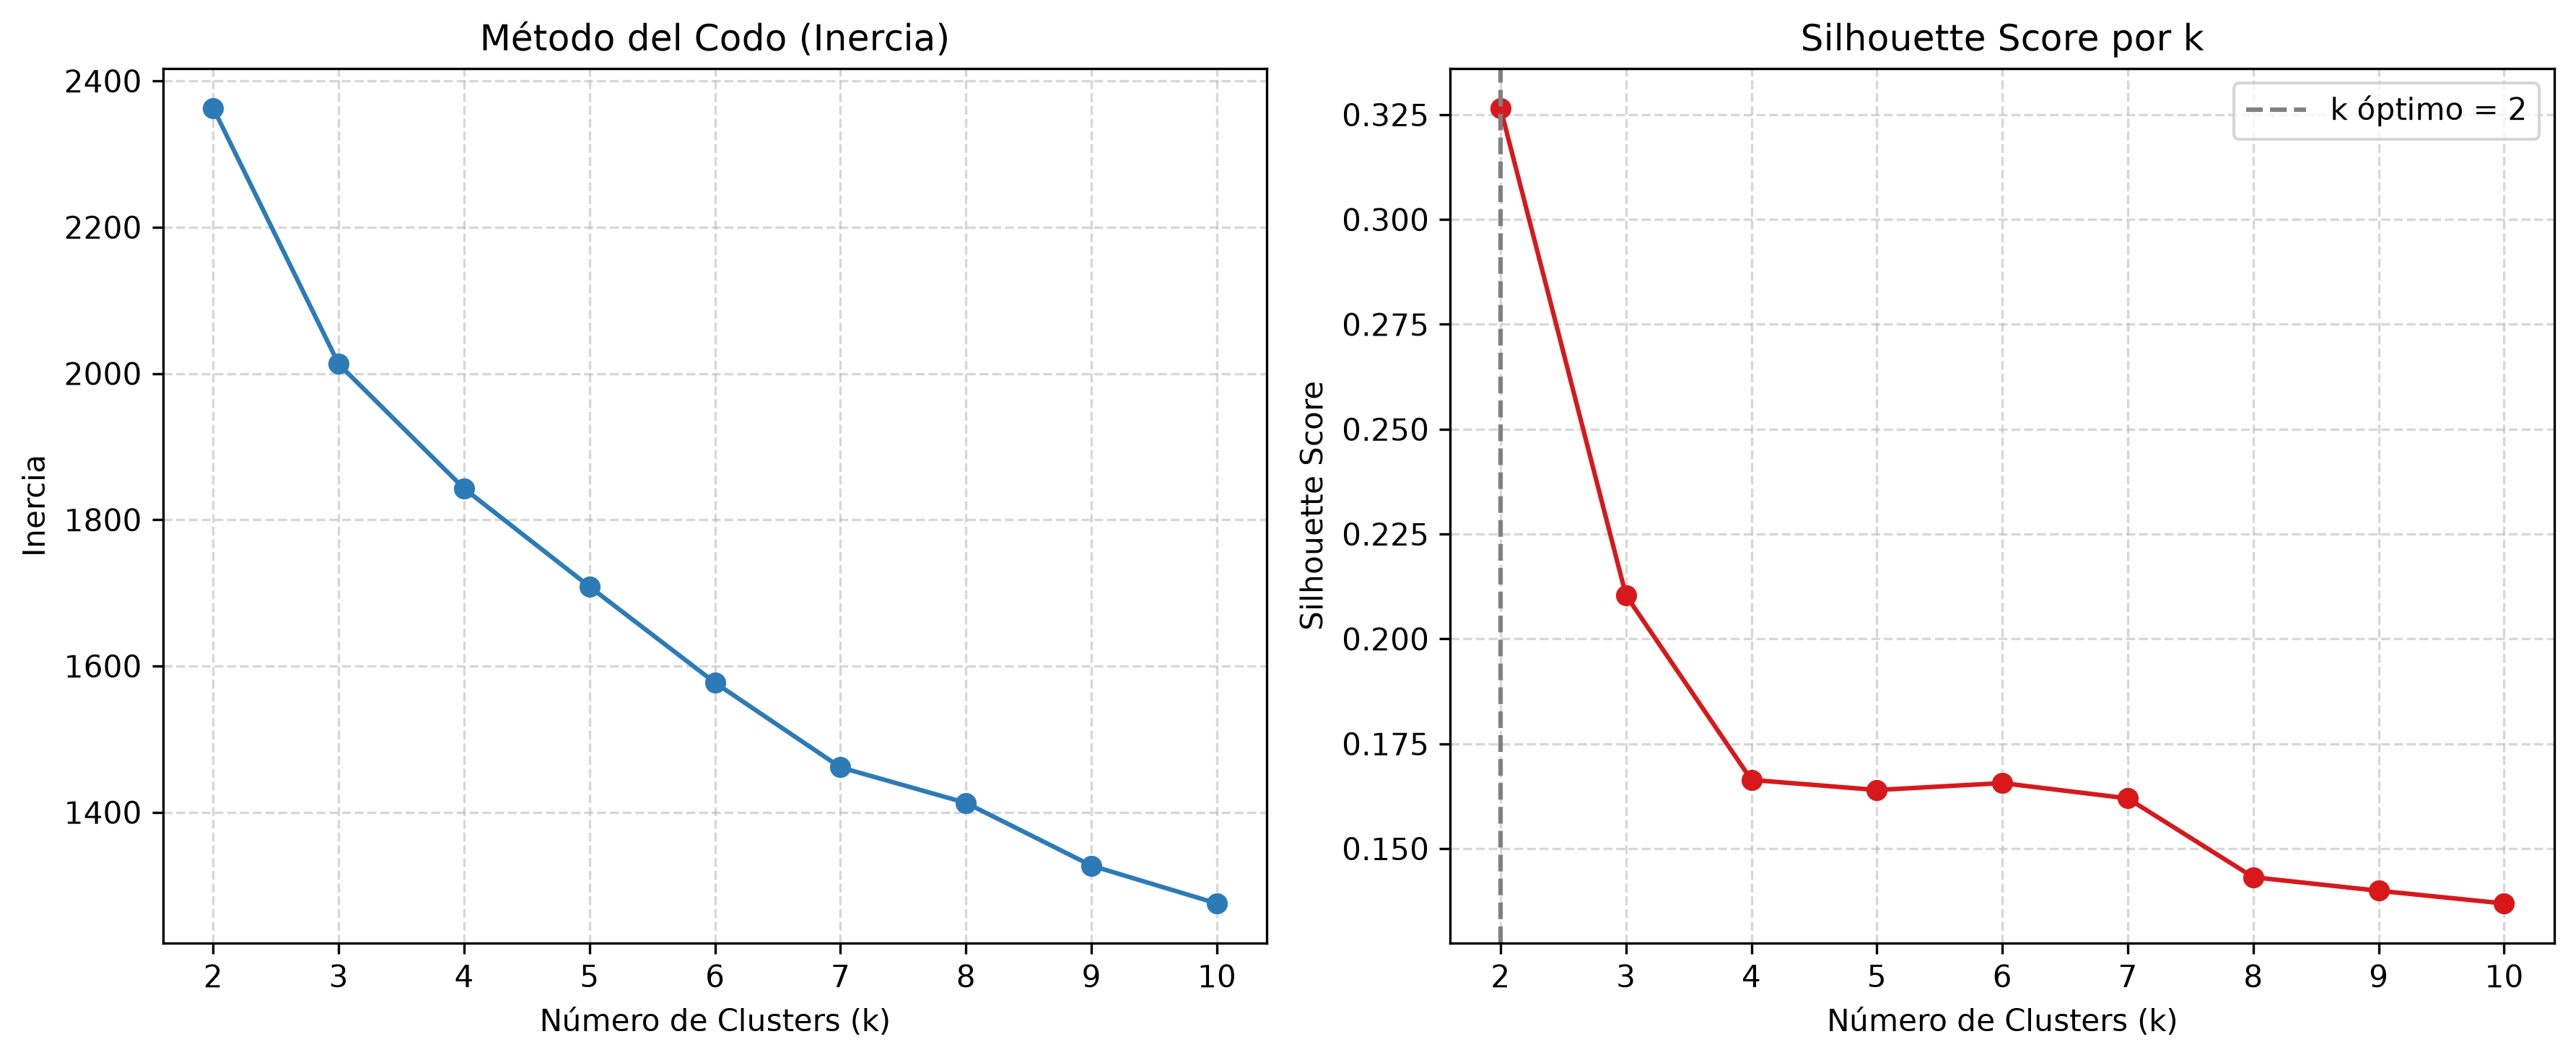 Método del Codo (Inercia)
2400
2200
2000
1800
1600
1400
Inercia
2 3 4 5 6 7 8 9 10
Número de Clusters (k)
Silhouette Score por k
k óptimo = 2
0.325
0.300
0.275
0.250
0.225
0.200
0.175
0.150
Silhouette Score
2 3 4 5 6 7 8 9 10
Número de Clusters (k)